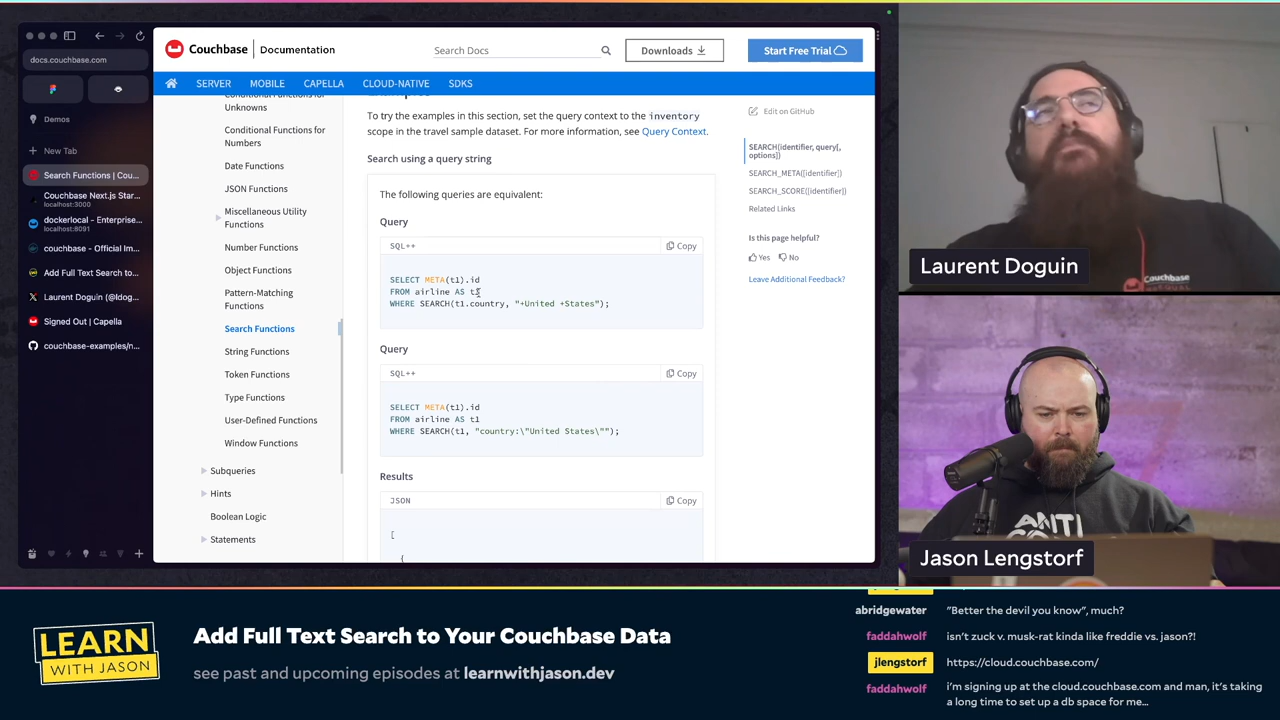 docs.couchbase.com
Demos
New Tab
Search Functions | Cou...
Couchbase Next.js Star...
localhost:3000
dockerlocal - Enterprise...
localhost:8091
couchbase - Official Im...
Add Full Text Search to...
Laurent Doguin (@ldog...
Signed Out | Capella
couchbase-examples/n...
Couchbase
Documentation
Search Docs
Downloads
Start Free Trial
SERVER
MOBILE
CAPELLA
CLOUD-NATIVE
SDKS
Conditional Functions for
Unknowns
Conditional Functions for
Numbers
Date Functions
JSON Functions
Miscellaneous Utility
Functions
Number Functions
Object Functions
Pattern-Matching
Functions
Search Functions
String Functions
Token Functions
Type Functions
User-Defined Functions
Window Functions
Subqueries
Hints
Boolean Logic
Statements
To try the examples in this section, set the query context to the inventory
scope in the travel sample dataset. For more information, see Query Context.
Search using a query string
The following queries are equivalent:
Query
SQL++
Copy
SELECT META(t1).id
FROM airline AS t1
WHERE SEARCH(t1.country, "+United +States");
Query
SQL++
Copy
SELECT META(t1).id
FROM airline AS t1
WHERE SEARCH(t1, "country:\"United States\"");
Results
JSON
Copy
[
{
Edit on GitHub
SEARCH(identifier, query[,
options])
SEARCH_META([identifier])
SEARCH_SCORE([identifier])
Related Links
Is this page helpful?
Yes
No
Leave Additional Feedback?
Couchbase
Laurent Doguin
ANTI
Jason Lengstorf
LEARN
WITH JASON
Add Full Text Search to Your Couchbase Data
see past and upcoming episodes at learnwithjason.dev
abridgewater "Better the devil you know", much?
faddahwolf isn't zuck v. musk-rat kinda like freddie vs. jason?!
jlengstorf https://cloud.couchbase.com/
faddahwolf i'm signing up at the cloud.couchbase.com and man, it's taking
a long time to set up a db space for me...